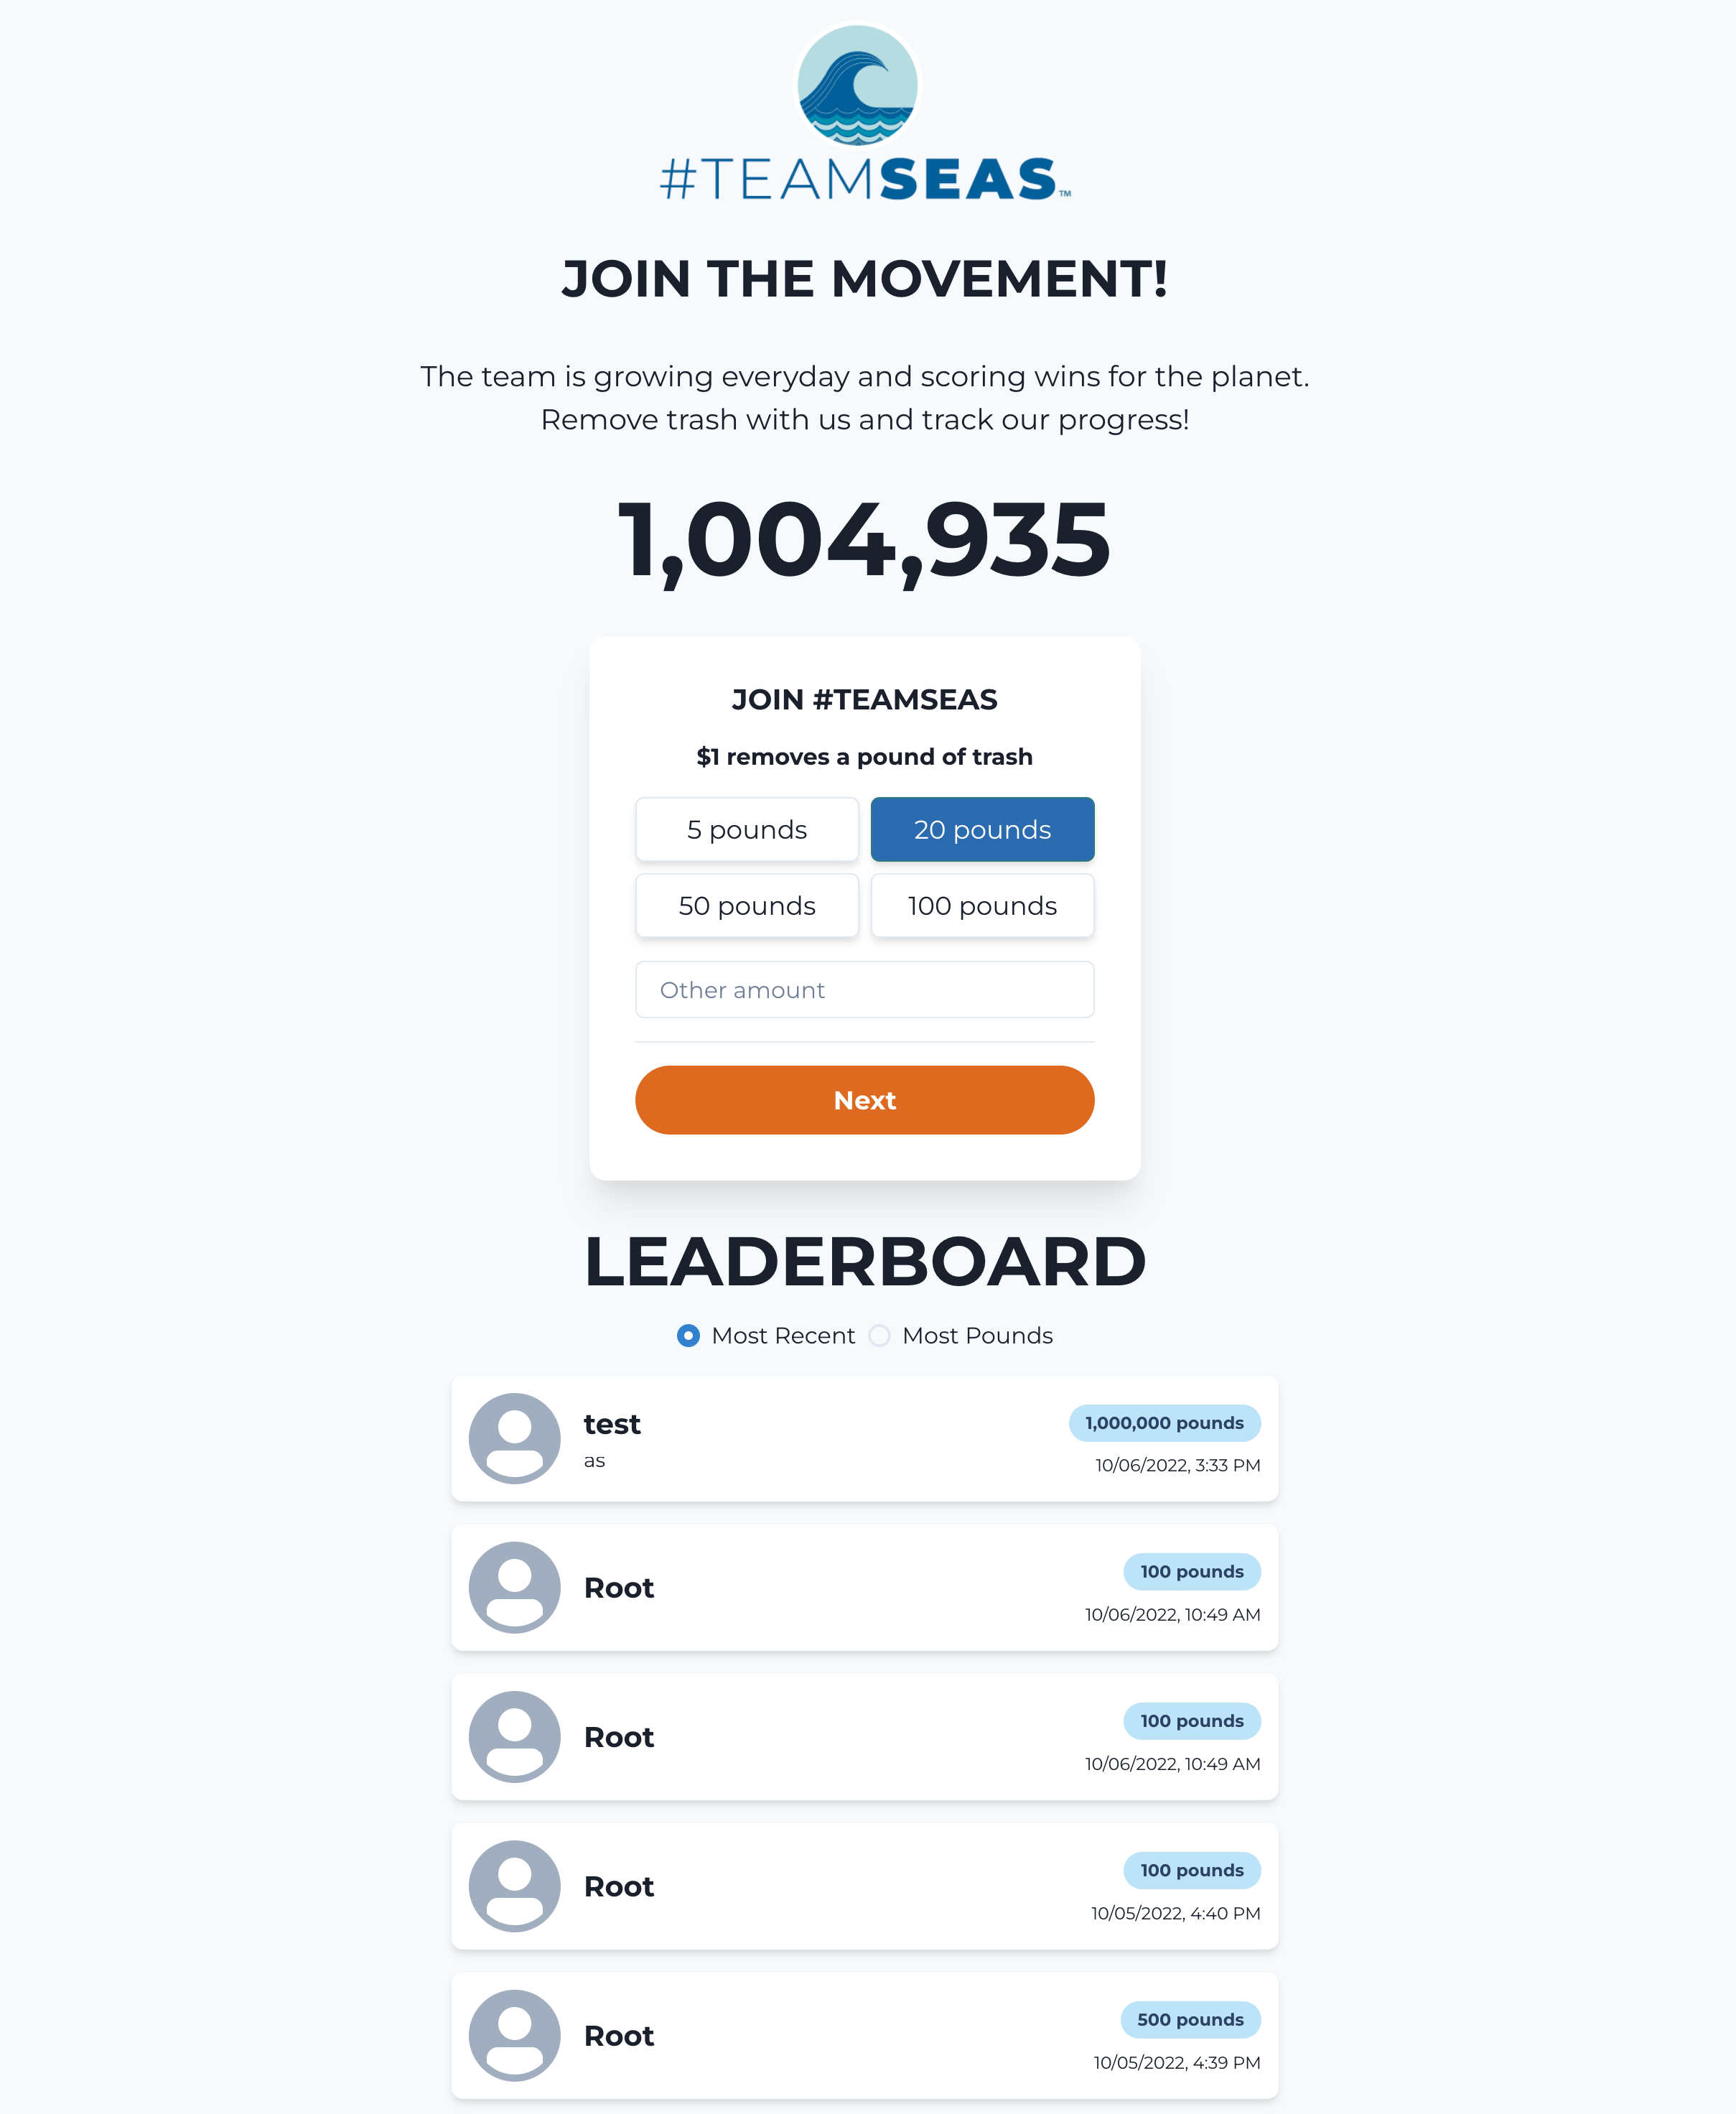 #TEAMSEAS™
JOIN THE MOVEMENT!
The team is growing everyday and scoring wins for the planet.
Remove trash with us and track our progress!
1,004,935
JOIN #TEAMSEAS
$1 removes a pound of trash
5 pounds
20 pounds
50 pounds
100 pounds
Other amount
Next
LEADERBOARD
Most Recent Most Pounds
test
as
1,000,000 pounds
10/06/2022, 3:33 PM
Root
100 pounds
10/06/2022, 10:49 AM
Root
100 pounds
10/06/2022, 10:49 AM
Root
100 pounds
10/05/2022, 4:40 PM
Root
500 pounds
10/05/2022, 4:39 PM